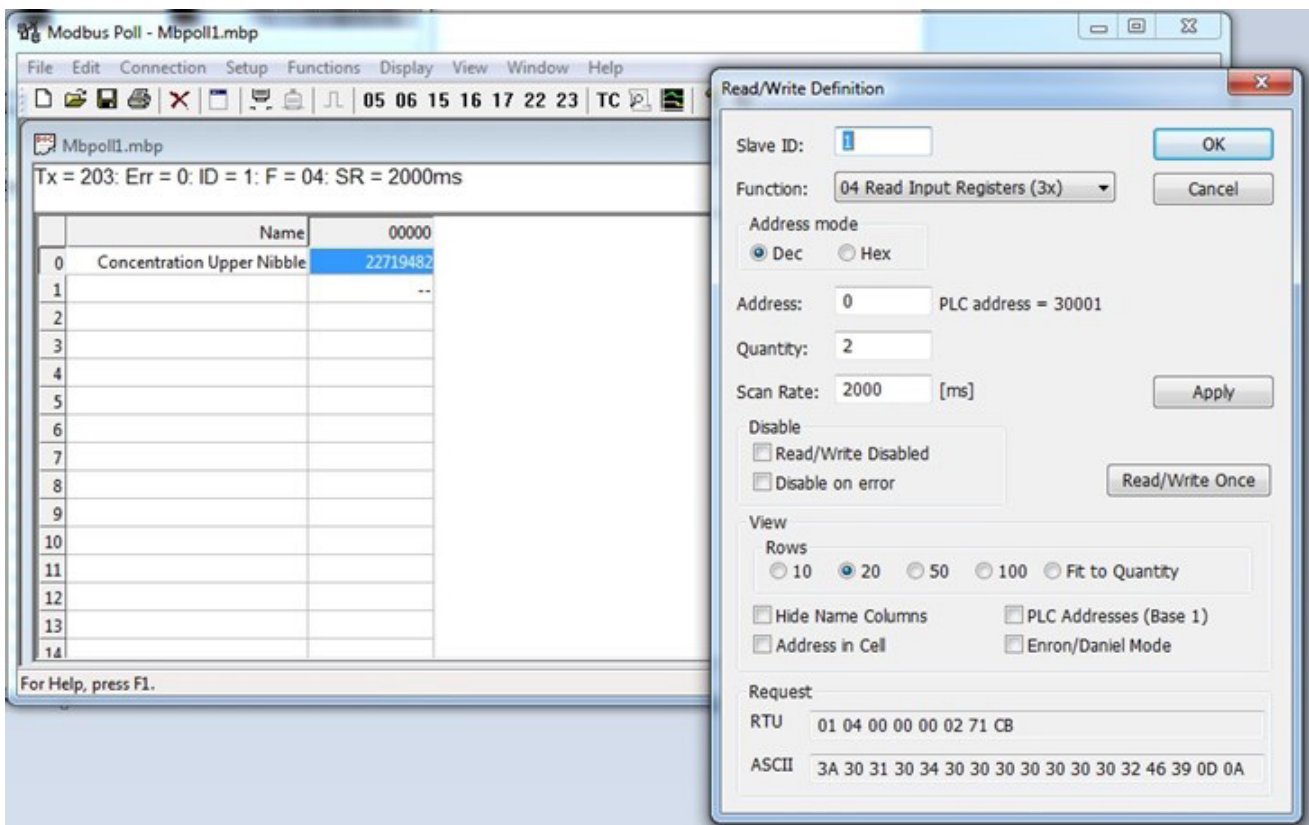 Modbus Poll - Mbpoll1.mbp
File Edit Connection Setup Functions Display View Window Help
05 06 15 16 17 22 23 TC
Mbpoll1.mbp
Tx = 203: Err = 0: ID = 1: F = 04: SR = 2000ms
Name 00000
0 Concentration Upper Nibble 22719482
1 --
2
3
4
5
6
7
8
9
10
11
12
13
14
For Help, press F1.
Read/Write Definition
Slave ID: 1 OK
Function: 04 Read Input Registers (3x) Cancel
Address mode
Dec Hex
Address: 0 PLC address = 30001
Quantity: 2
Scan Rate: 2000 [ms] Apply
Disable
Read/Write Disabled
Disable on error
Read/Write Once
View
Rows
10 20 50 100 Fit to Quantity
Hide Name Columns PLC Addresses (Base 1)
Address in Cell Enron/Daniel Mode
Request
RTU 01 04 00 00 00 02 71 CB
ASCII 3A 30 31 30 34 30 30 30 30 30 30 30 32 46 39 0D 0A